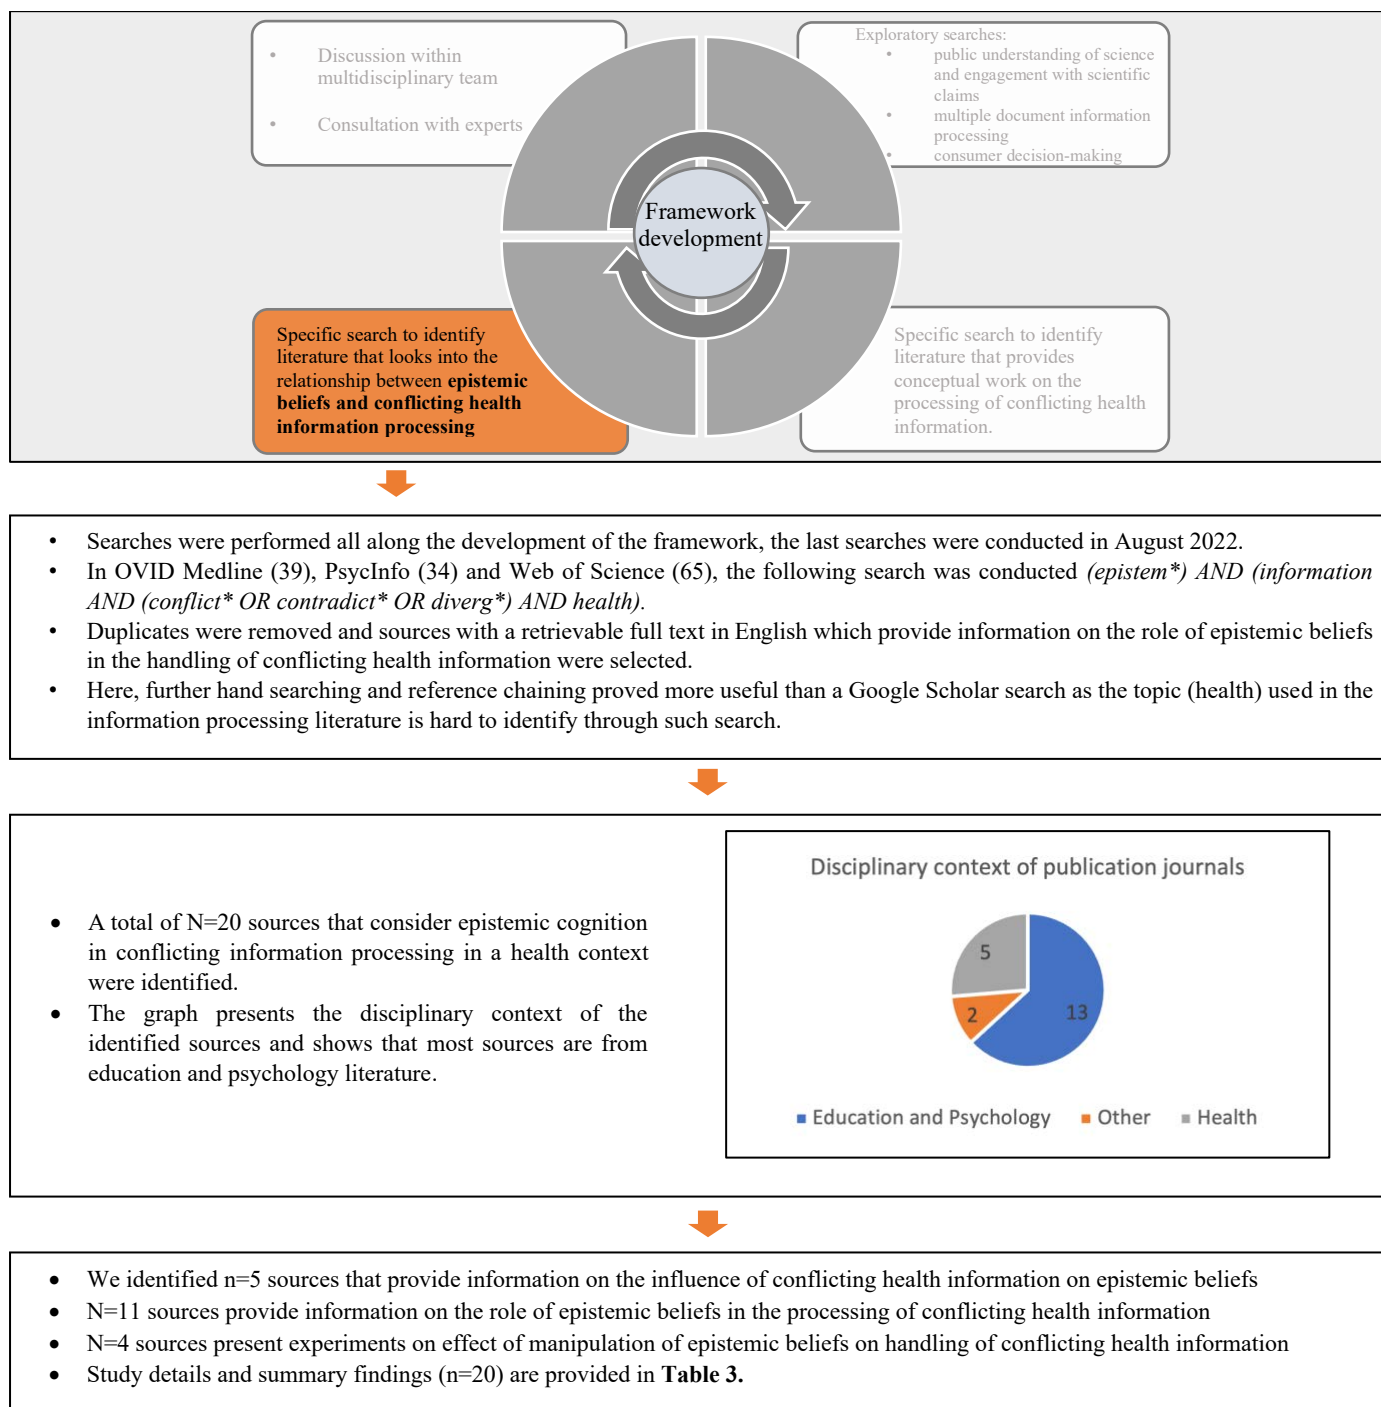 • Discussion within
multidisciplinary team
• Consultation with experts
Exploratory searches:
• public understanding of science
and engagement with scientific
claims
• multiple document information
processing
• consumer decision-making
Framework
development
Specific search to identify
literature that looks into the
relationship between epistemic
beliefs and conflicting health
information processing
Specific search to identify
literature that provides
conceptual work on the
processing of conflicting health
information.
• Searches were performed all along the development of the framework, the last searches were conducted in August 2022.
• In OVID Medline (39), PsycInfo (34) and Web of Science (65), the following search was conducted (epistem*) AND (information
AND (conflict* OR contradict* OR diverg*) AND health).
• Duplicates were removed and sources with a retrievable full text in English which provide information on the role of epistemic beliefs
in the handling of conflicting health information were selected.
• Here, further hand searching and reference chaining proved more useful than a Google Scholar search as the topic (health) used in the
information processing literature is hard to identify through such search.
• A total of N=20 sources that consider epistemic cognition
in conflicting information processing in a health context
were identified.
• The graph presents the disciplinary context of the
identified sources and shows that most sources are from
education and psychology literature.
Disciplinary context of publication journals
5
2
13
Education and Psychology Other Health
• We identified n=5 sources that provide information on the influence of conflicting health information on epistemic beliefs
• N=11 sources provide information on the role of epistemic beliefs in the processing of conflicting health information
• N=4 sources present experiments on effect of manipulation of epistemic beliefs on handling of conflicting health information
• Study details and summary findings (n=20) are provided in Table 3.